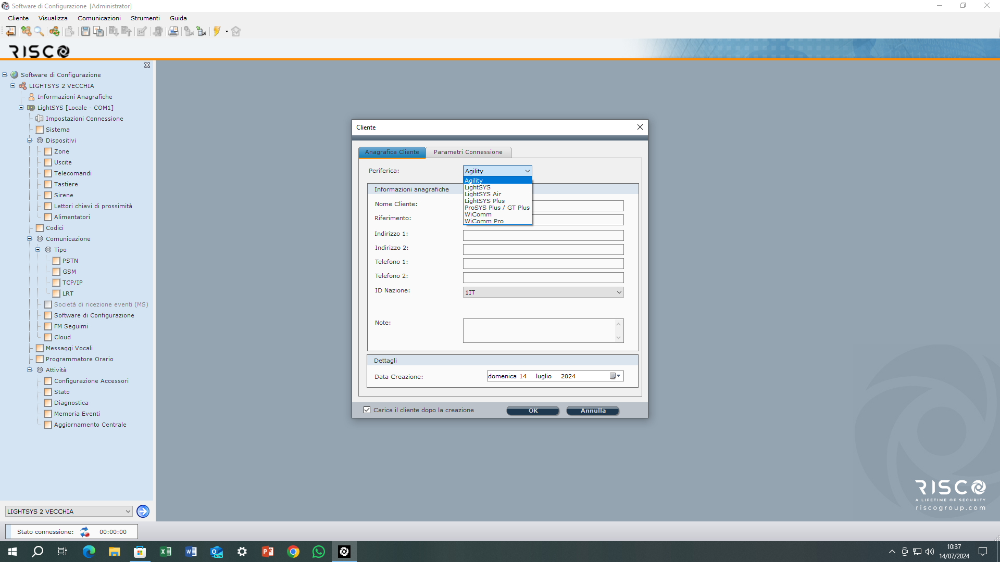 Software di Configurazione [Administrator]
Cliente Visualizza Comunicazioni Strumenti Guida
RISCO
Software di Configurazione
LIGHTSYS 2 VECCHIA
Informazioni Anagrafiche
LightSYS [Locale - COM1]
Impostazioni Connessione
Sistema
Dispositivi
Zone
Uscite
Telecomandi
Tastiere
Sirene
Lettori chiavi di prossimità
Alimentatori
Codici
Comunicazione
Tipo
PSTN
GSM
TCP/IP
LRT
Società di ricezione eventi (MS)
Software di Configurazione
FM Seguimi
Cloud
Messaggi Vocali
Programmatore Orario
Attività
Configurazione Accessori
Stato
Diagnostica
Memoria Eventi
Aggiornamento Centrale
LIGHTSYS 2 VECCHIA
Stato connessione: 00:00:00
Cliente
Anagrafica Cliente Parametri Connessione
Periferica: Agility
Agility
LightSYS
LightSYS Air
LightSYS Plus
ProSYS Plus / GT Plus
WiComm
WiComm Pro
Informazioni anagrafiche
Nome Cliente:
Riferimento:
Indirizzo 1:
Indirizzo 2:
Telefono 1:
Telefono 2:
ID Nazione: 1IT
Note:
Dettagli
Data Creazione: domenica 14 luglio 2024
Carica il cliente dopo la creazione OK Annulla
RISCO
A LIFETIME OF SECURITY
riscogroup.com
NEW
10:37
14/07/2024